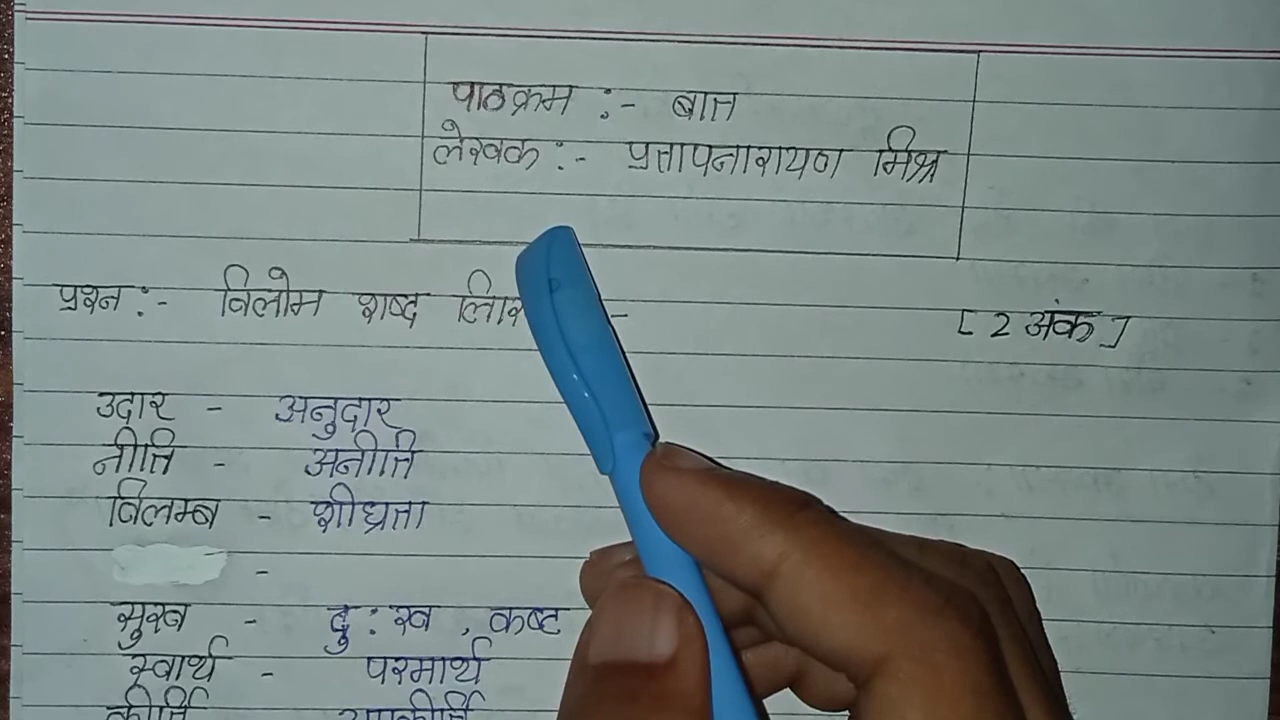 पाठक्रम :- बात
लेखक :- प्रतापनारायण मिश्र
प्रश्न :- विलोम शब्द -
[ 2 अंक ]
उदार - अनुदार
नीति - अनीति
विलम्ब - शीघ्रता
-
सुख - दु:ख , कष्ट
स्वार्थ - परमार्थ